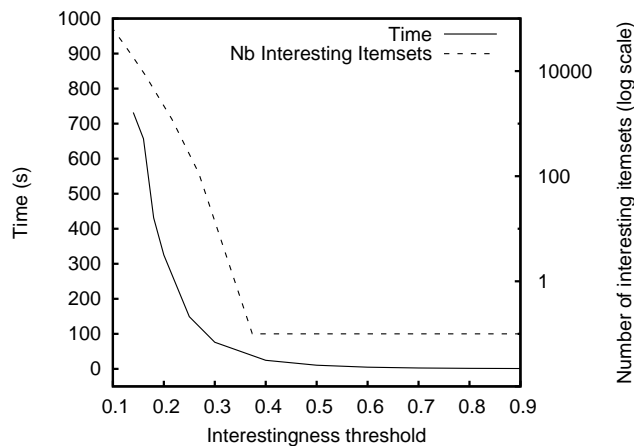 Time
Nb Interesting Itemsets
1000
900
800
700
600
500
400
300
200
100
0
Time (s)
10000
100
1
Number of interesting itemsets (log scale)
0.1 0.2 0.3 0.4 0.5 0.6 0.7 0.8 0.9
Interestingness threshold